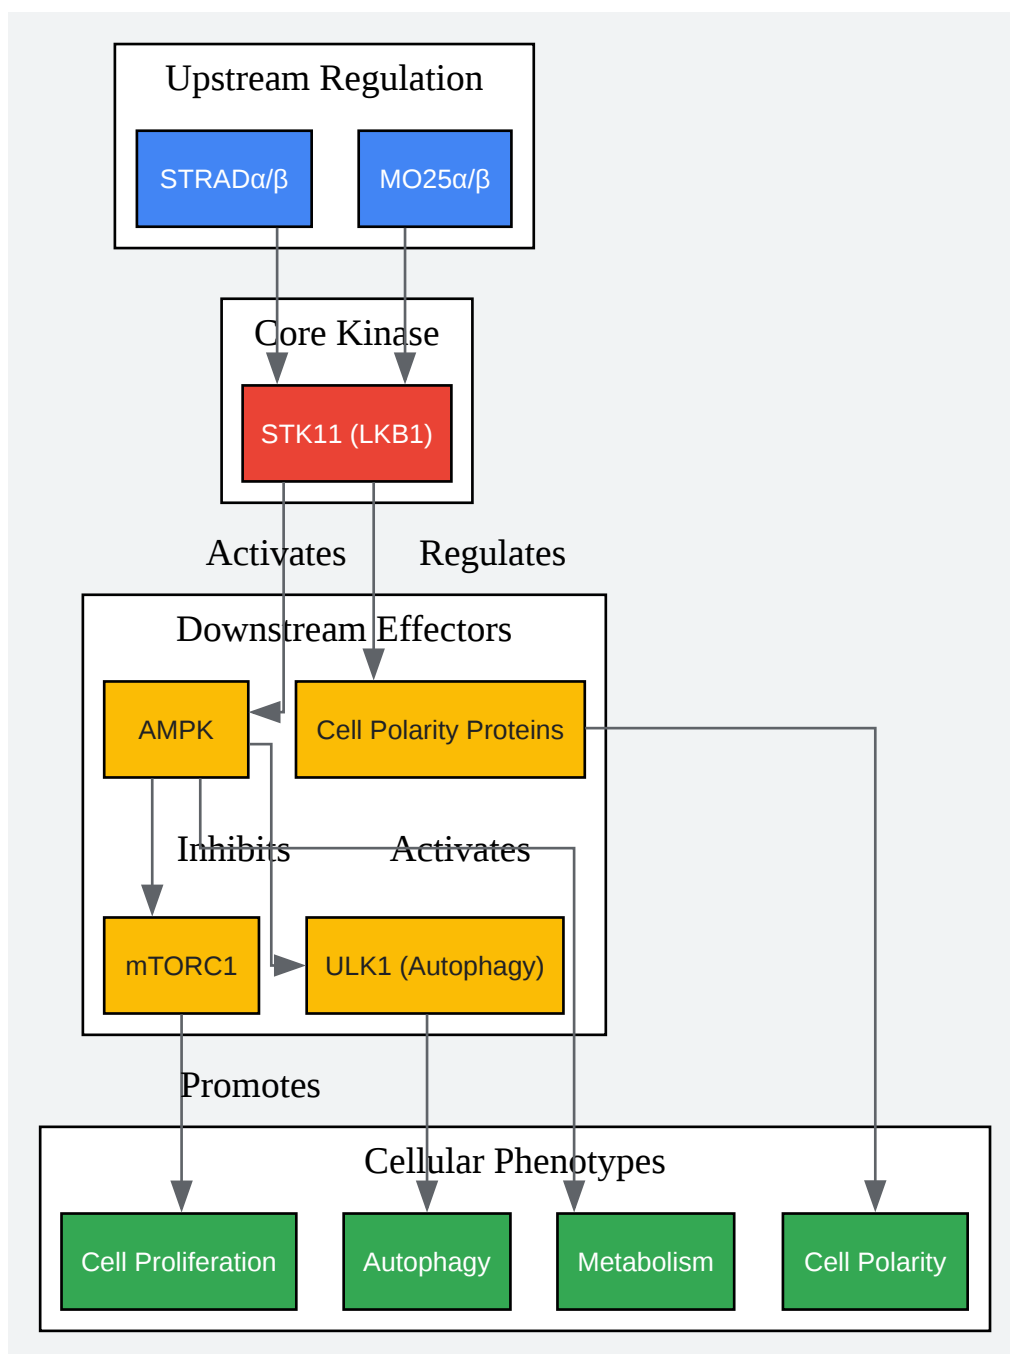 Upstream Regulation
STRADα/β
MO25α/β
Core Kinase
STK11 (LKB1)
Activates
Regulates
Downstream Effectors
AMPK
Cell Polarity Proteins
Inhibits
Activates
mTORC1
ULK1 (Autophagy)
Promotes
Cellular Phenotypes
Cell Proliferation
Autophagy
Metabolism
Cell Polarity